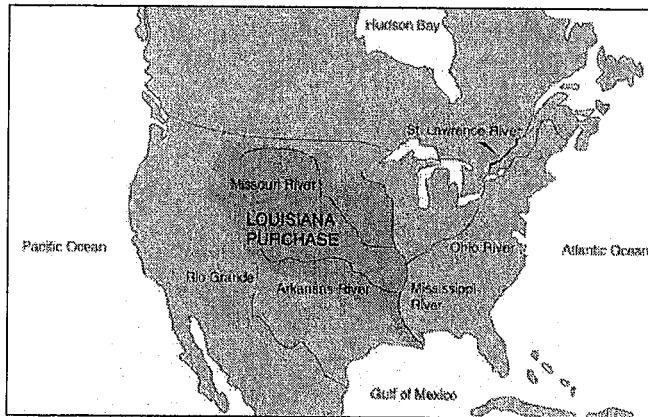 Hudson Bay
St. Lawrence River
Missouri River
LOUISIANA
PURCHASE
Pacific Ocean
Ohio River
Atlantic Ocean
Rio Grande
Arkansas River
Mississippi
River
Gulf of Mexico